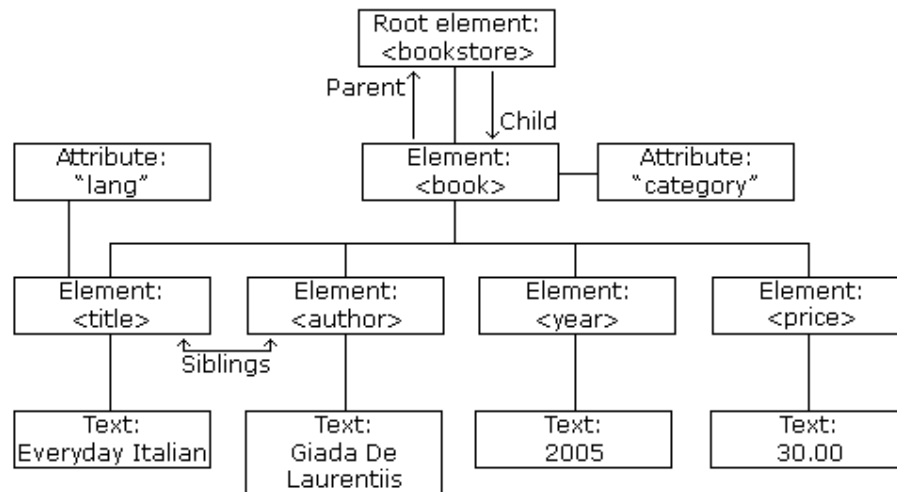 Root element:
<bookstore>
Parent
Child
Attribute:
"lang"
Element:
<book>
Attribute:
"category"
Element:
<title>
Element:
<author>
Element:
<year>
Element:
<price>
Siblings
Text:
Everyday Italian
Text:
Giada De
Laurentiis
Text:
2005
Text:
30.00